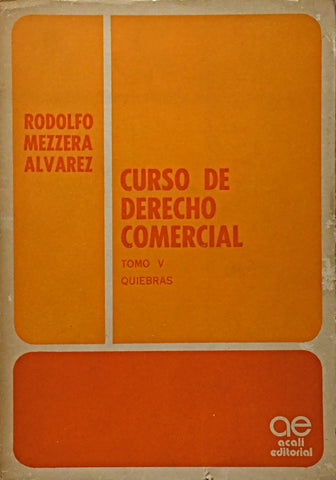 RODOLFO
MEZZERA
ALVAREZ
CURSO DE
DERECHO
COMERCIAL
TOMO V
QUIEBRAS
ae
acali
editorial